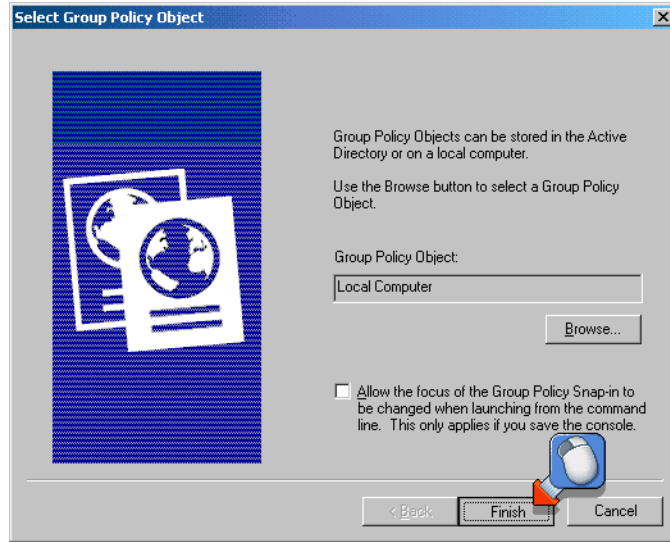 Select Group Policy Object
Group Policy Objects can be stored in the Active
Directory or on a local computer.
Use the Browse button to select a Group Policy
Object.
Group Policy Object:
Local Computer
Browse...
Allow the focus of the Group Policy Snap-in to
be changed when launching from the command
line. This only applies if you save the console.
< Back
Finish
Cancel